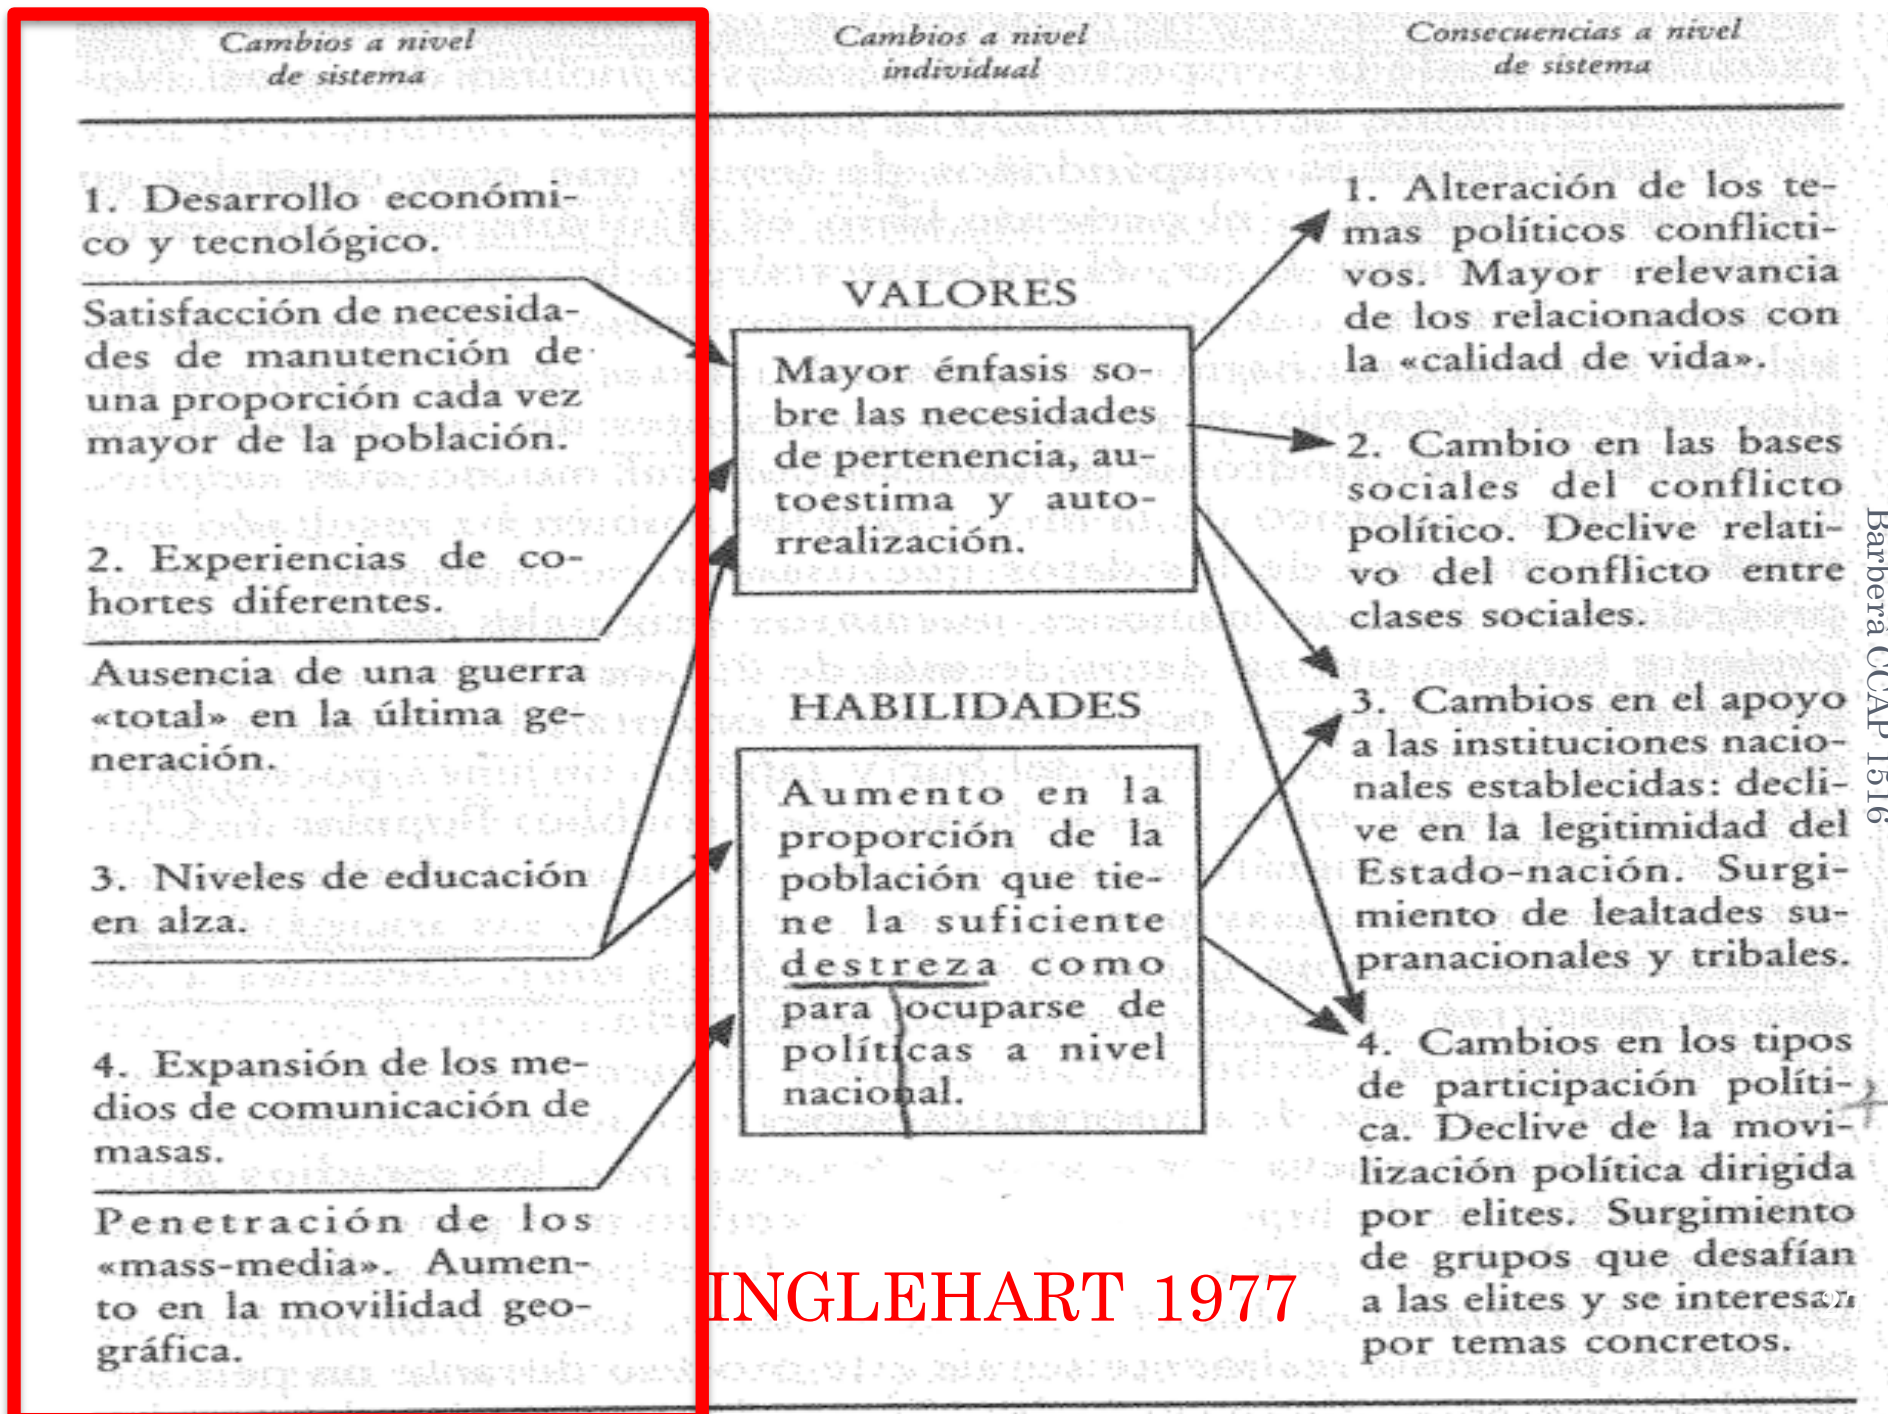 Cambios a nivel
de sistema
1. Desarrollo económi-
co y tecnológico.
Satisfacción de necesida-
des de manutención de
una proporción cada vez
mayor de la población.
2. Experiencias de co-
hortes diferentes.
Ausencia de una guerra
«total» en la última ge-
neración.
3. Niveles de educación
en alza.
4. Expansión de los me-
dios de comunicación de
masas.
Penetración de los
«mass-media». Aumen-
to en la movilidad geo-
gráfica.
Cambios a nivel
individual
VALORES
Mayor énfasis so-
bre las necesidades
de pertenencia, au-
toestima y auto-
rrealización.
HABILIDADES
Aumento en la
proporción de la
población que tie-
ne la suficiente
destreza como
para ocuparse de
políticas a nivel
nacional.
INGLEHART 1977
Consecuencias a nivel
de sistema
1. Alteración de los te-
mas políticos conflicti-
vos. Mayor relevancia
de los relacionados con
la «calidad de vida».
2. Cambio en las bases
sociales del conflicto
político. Declive relati-
vo del conflicto entre
clases sociales.
3. Cambios en el apoyo
a las instituciones nacio-
nales establecidas: decli-
ve en la legitimidad del
Estado-nación. Surgi-
miento de lealtades su-
pranacionales y tribales.
4. Cambios en los tipos
de participación políti-
ca. Declive de la movi-
lización política dirigida
por elites. Surgimiento
de grupos que desafían
a las elites y se interesan
por temas concretos.
Barberá CCAP 1516